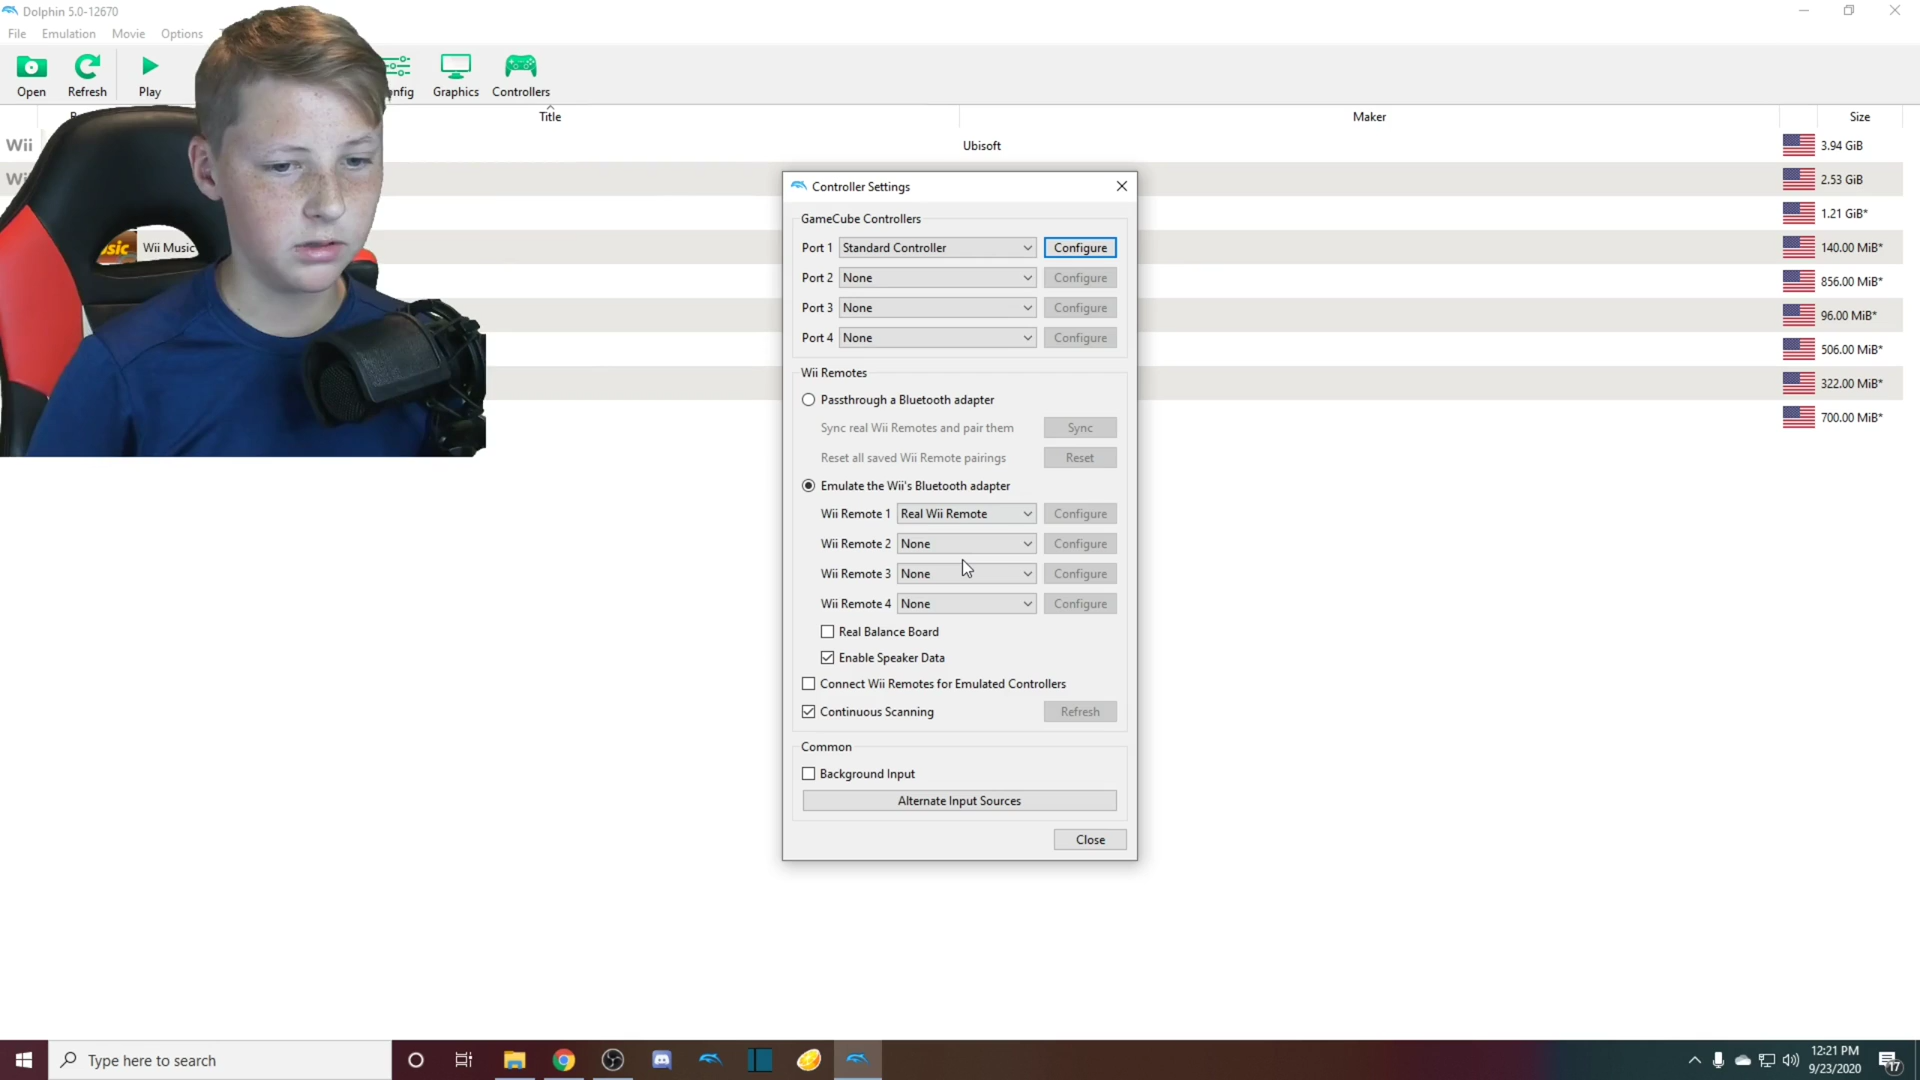 Dolphin 5.0-12670
File Emulation Movie Options
Open Refresh Play Graphics Controllers
Title Maker Size
Wii Ubisoft 3.94 GiB
2.53 GiB
1.21 GiB*
Wii Music 140.00 MiB*
856.00 MiB*
96.00 MiB*
506.00 MiB*
322.00 MiB*
700.00 MiB*
Controller Settings
GameCube Controllers
Port 1 Standard Controller Configure
Port 2 None Configure
Port 3 None Configure
Port 4 None Configure
Wii Remotes
Passthrough a Bluetooth adapter
Sync real Wii Remotes and pair them Sync
Reset all saved Wii Remote pairings Reset
Emulate the Wii's Bluetooth adapter
Wii Remote 1 Real Wii Remote Configure
Wii Remote 2 None Configure
Wii Remote 3 None Configure
Wii Remote 4 None Configure
Real Balance Board
Enable Speaker Data
Connect Wii Remotes for Emulated Controllers
Continuous Scanning Refresh
Common
Background Input
Alternate Input Sources
Close
Type here to search
12:21 PM
9/23/2020
17